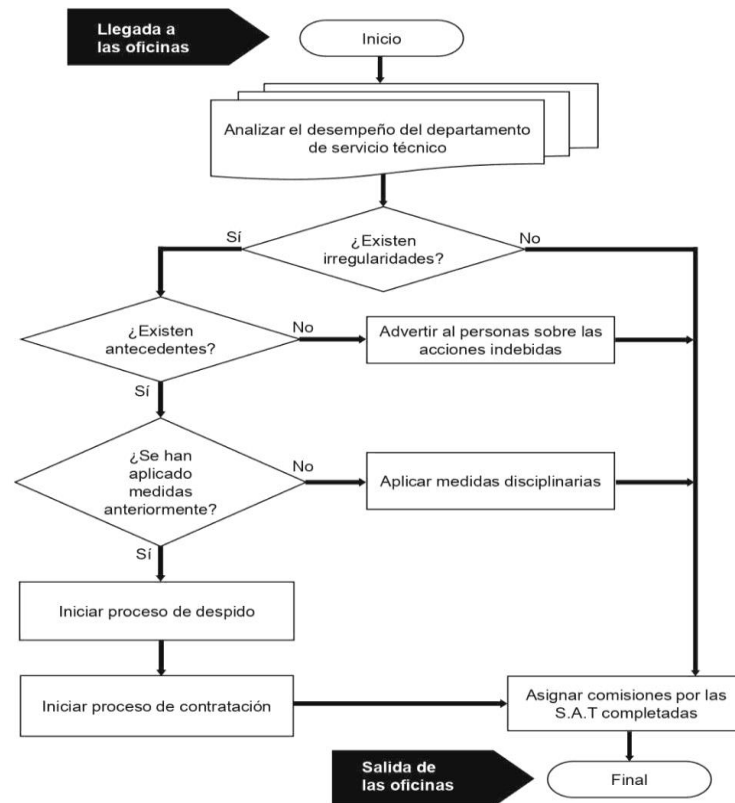 Llegada a
las oficinas
Inicio
Analizar el desempeño del departamento
de servicio técnico
¿Existen
irregularidades?
Sí
No
¿Existen
antecedentes?
No
Advertir al personas sobre las
acciones indebidas
Sí
¿Se han
aplicado
medidas
anteriormente?
No
Aplicar medidas disciplinarias
Sí
Iniciar proceso de despido
Iniciar proceso de contratación
Asignar comisiones por las
S.A.T completadas
Salida de
las oficinas
Final